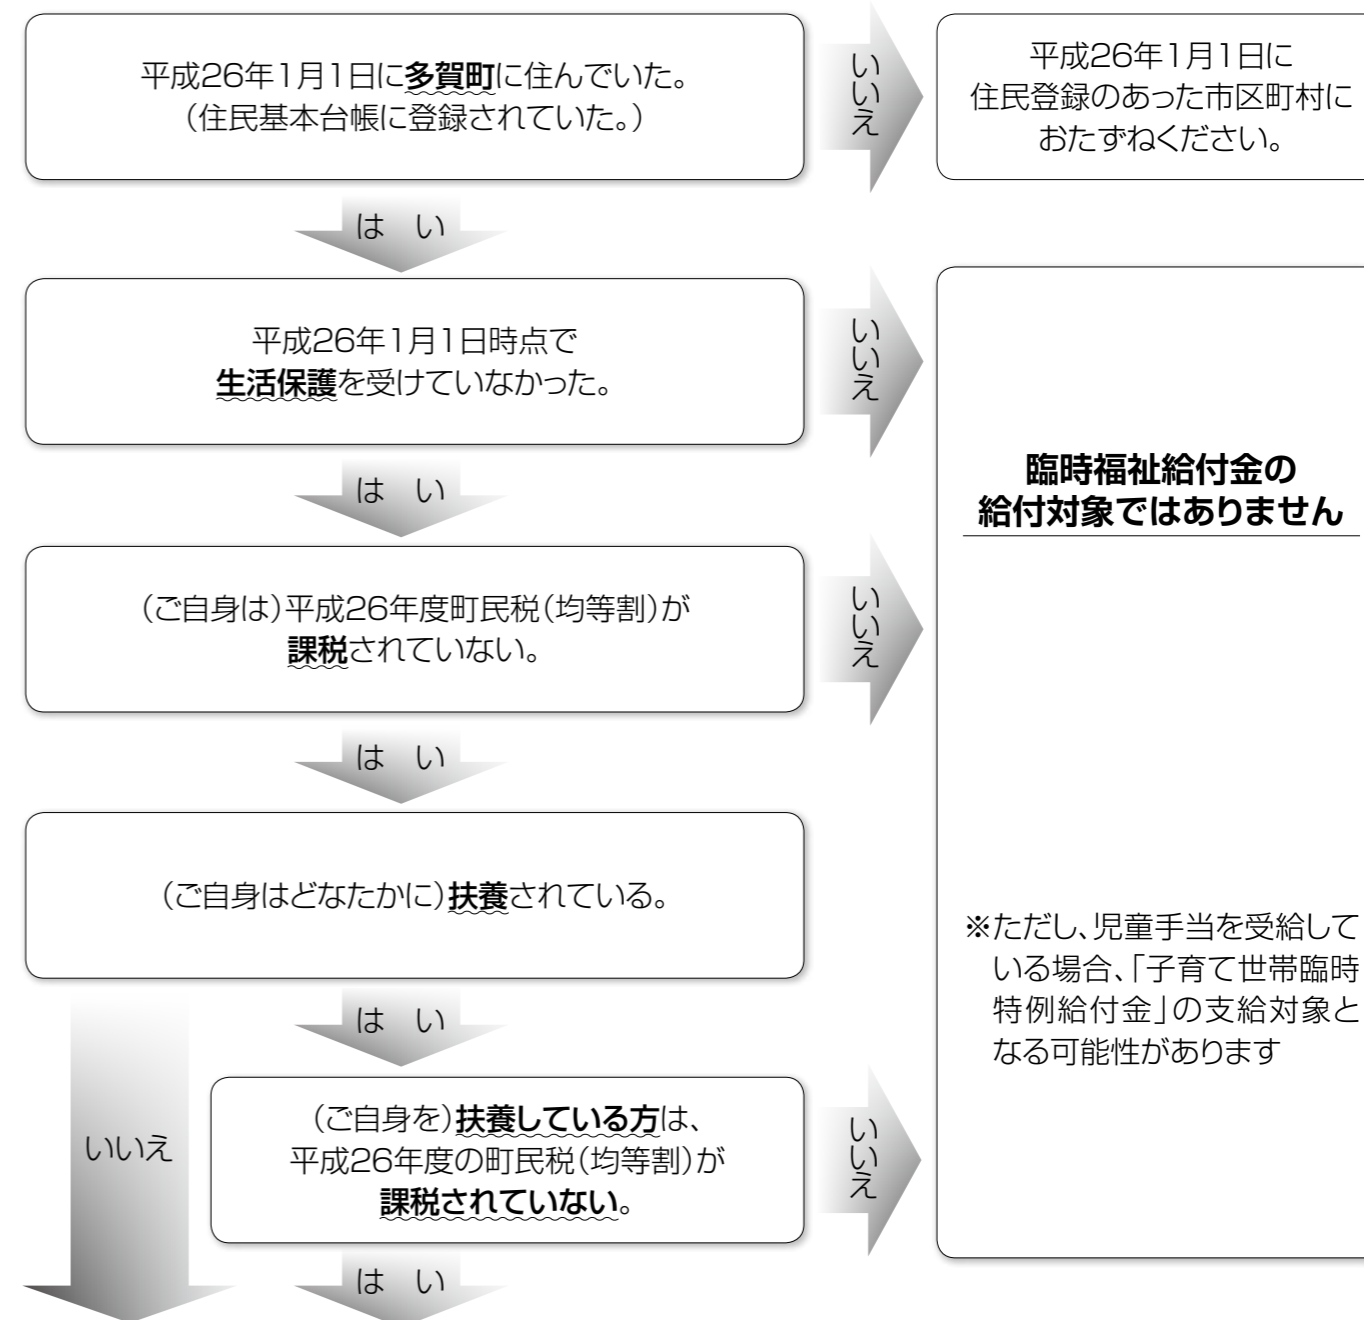 平成26年1月1日に多賀町に住んでいた。
（住民基本台帳に登録されていた。）
いいえ
平成26年1月1日に
住民登録のあった市区町村に
おたずねください。
は い
平成26年1月1日時点で
生活保護を受けていなかった。
いいえ
は い
（ご自身は）平成26年度町民税（均等割）が
課税されていない。
いいえ
は い
（ご自身はどなたかに）扶養されている。
は い
いいえ
（ご自身を）扶養している方は、
平成26年度の町民税（均等割）が
課税されていない。
いいえ
は い
臨時福祉給付金の
給付対象ではありません
※ただし、児童手当を受給して
いる場合、「子育て世帯臨時
特例給付金」の支給対象と
なる可能性があります